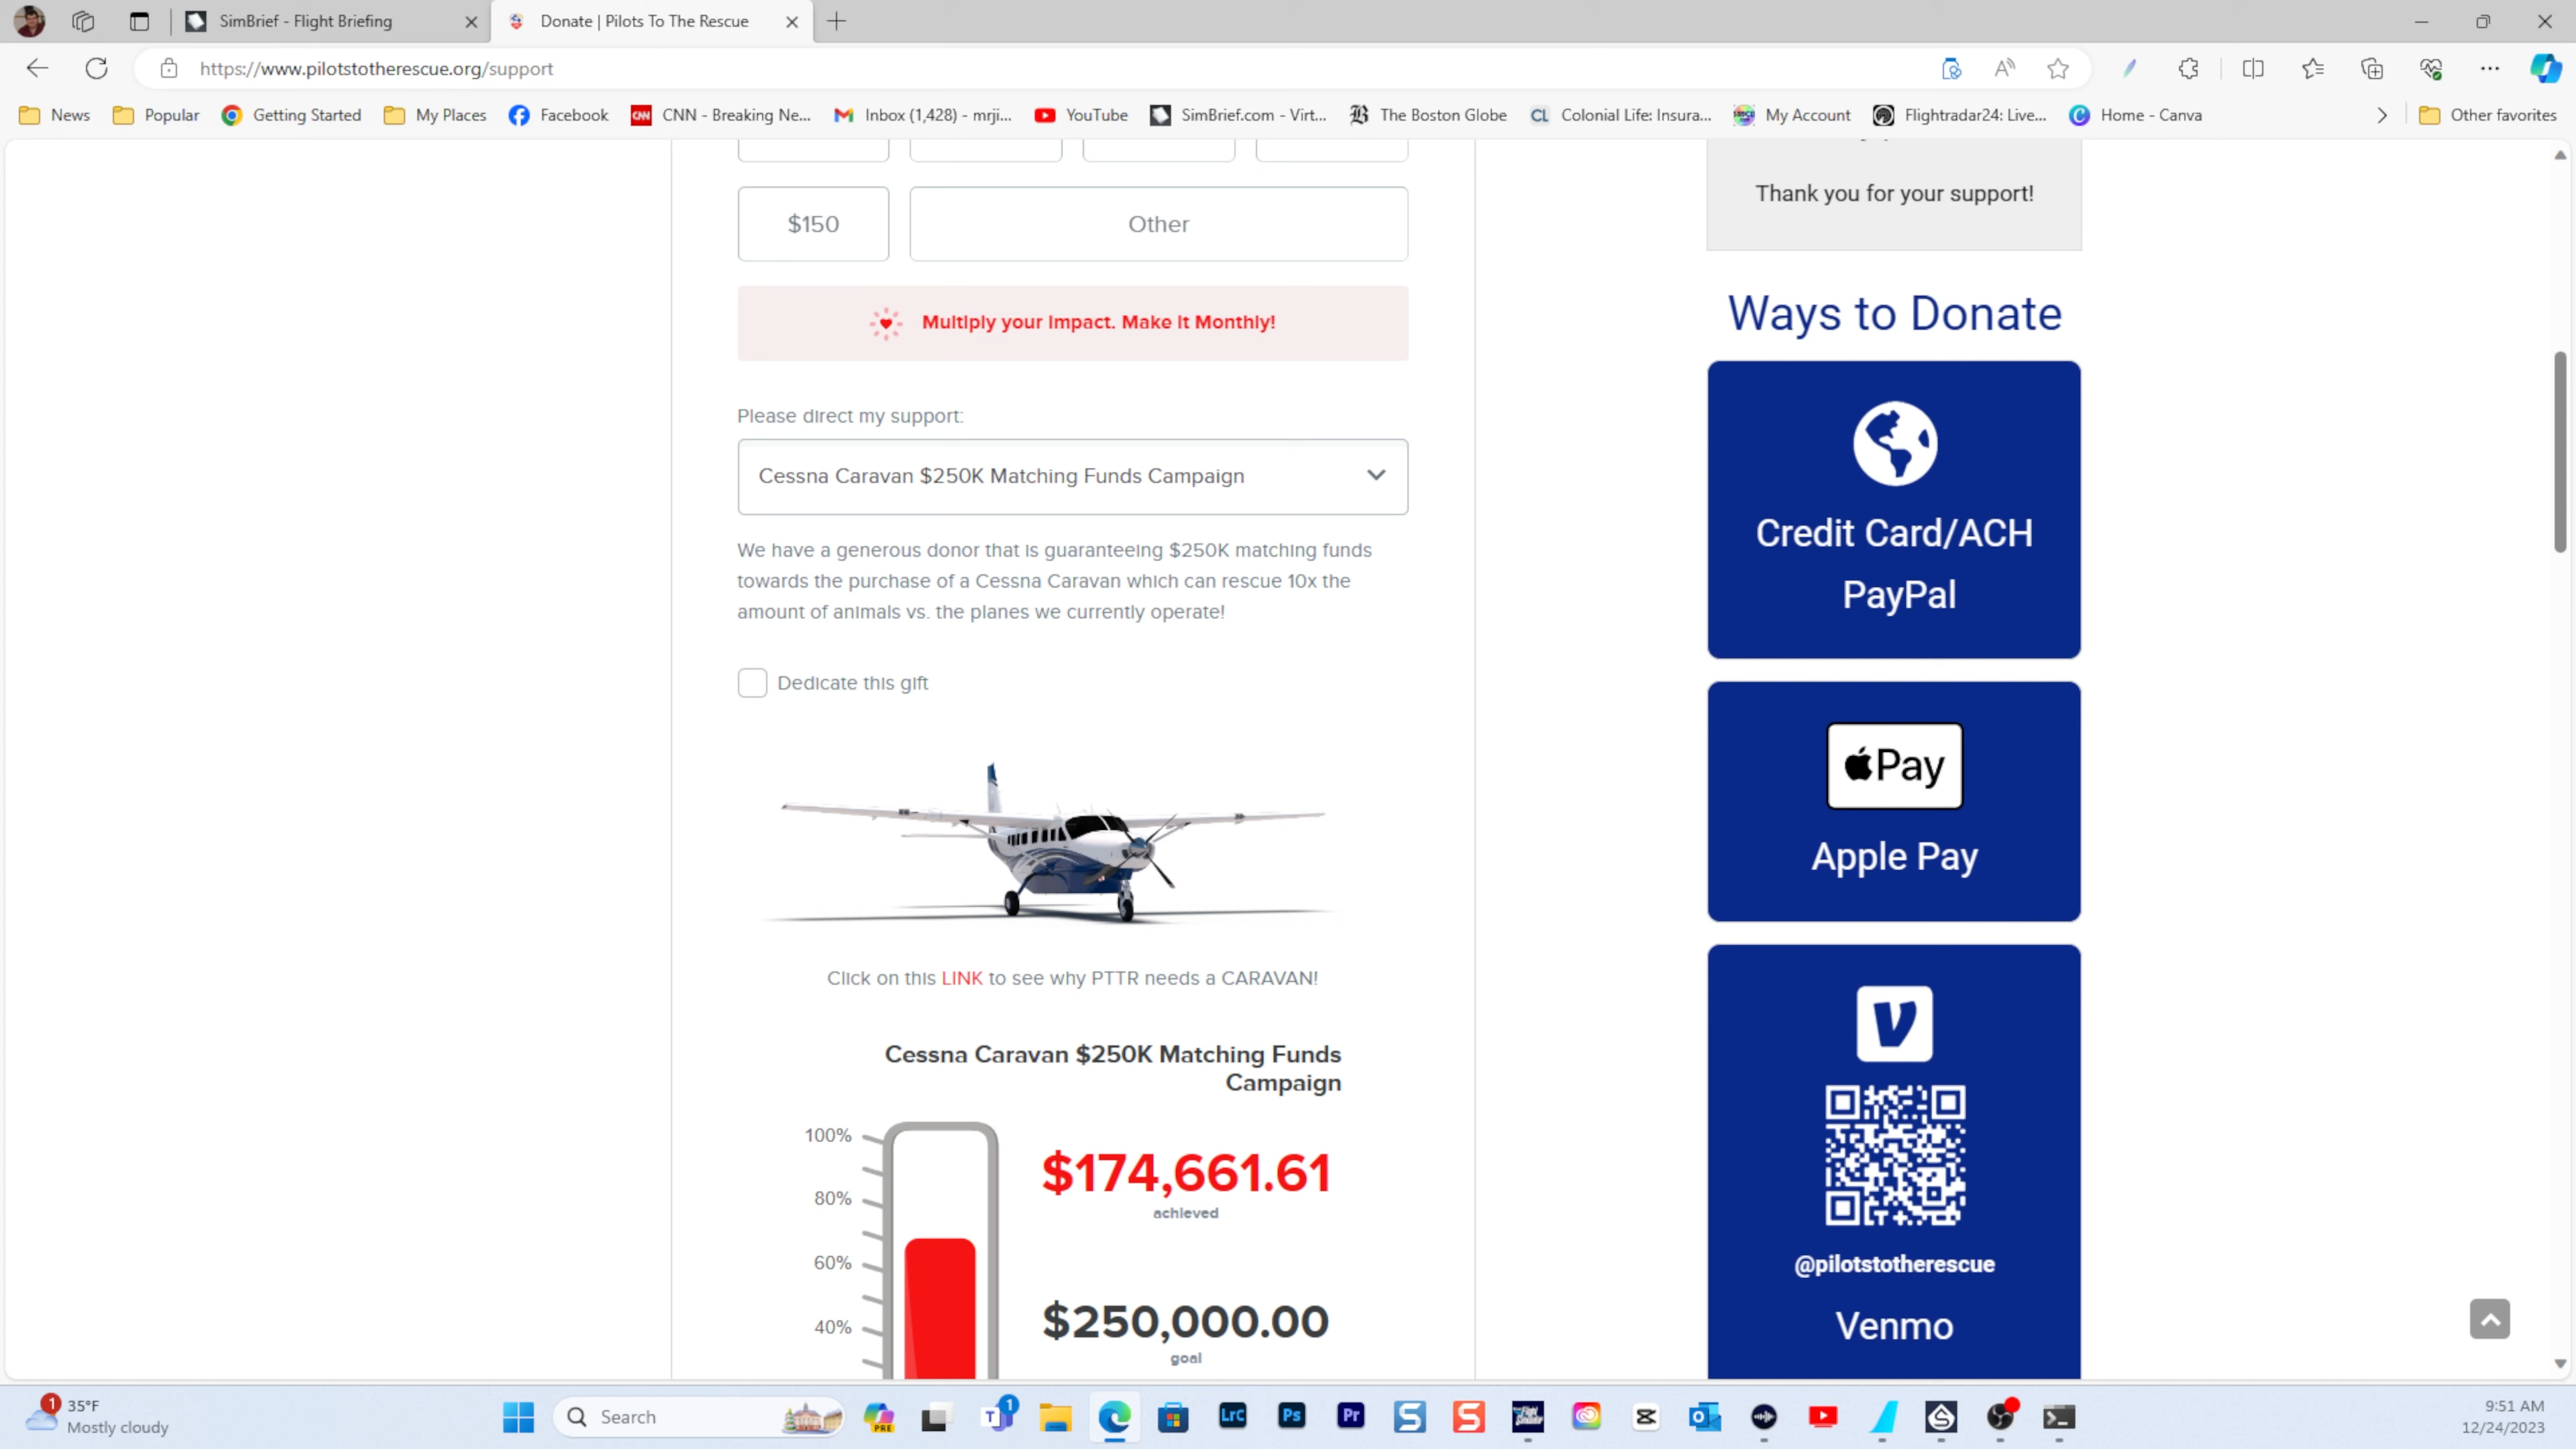 SimBrief - Flight Briefing
Donate | Pilots To The Rescue
https://www.pilotstotherescue.org/support
News
Popular
Getting Started
My Places
Facebook
CNN - Breaking Ne...
Inbox (1,428) - mrji...
YouTube
SimBrief.com - Virt...
The Boston Globe
CL Colonial Life: Insura...
My Account
Flightradar24: Live...
Home - Canva
Other favorites
$150
Other
Multiply your Impact. Make It Monthly!
Please direct my support:
Cessna Caravan $250K Matching Funds Campaign
We have a generous donor that is guaranteeing $250K matching funds
towards the purchase of a Cessna Caravan which can rescue 10x the
amount of animals vs. the planes we currently operate!
Dedicate this gift
Click on this LINK to see why PTTR needs a CARAVAN!
Cessna Caravan $250K Matching Funds
Campaign
100%
80%
60%
40%
$174,661.61
achieved
$250,000.00
goal
Thank you for your support!
Ways to Donate
Credit Card/ACH
PayPal
Pay
Apple Pay
@pilotstotherescue
Venmo
1
35°F
Mostly cloudy
Search
PRE
T
1
LrC
Ps
Pr
9:51 AM
12/24/2023